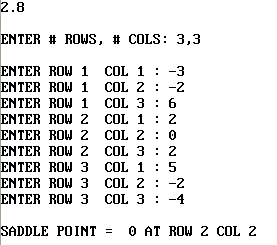 2.8
ENTER # ROWS, # COLS: 3,3
ENTER ROW 1  COL 1 : -3
ENTER ROW 1  COL 2 : -2
ENTER ROW 1  COL 3 : 6
ENTER ROW 2  COL 1 : 2
ENTER ROW 2  COL 2 : 0
ENTER ROW 2  COL 3 : 2
ENTER ROW 3  COL 1 : 5
ENTER ROW 3  COL 2 : -2
ENTER ROW 3  COL 3 : -4
SADDLE POINT =  0 AT ROW 2 COL 2